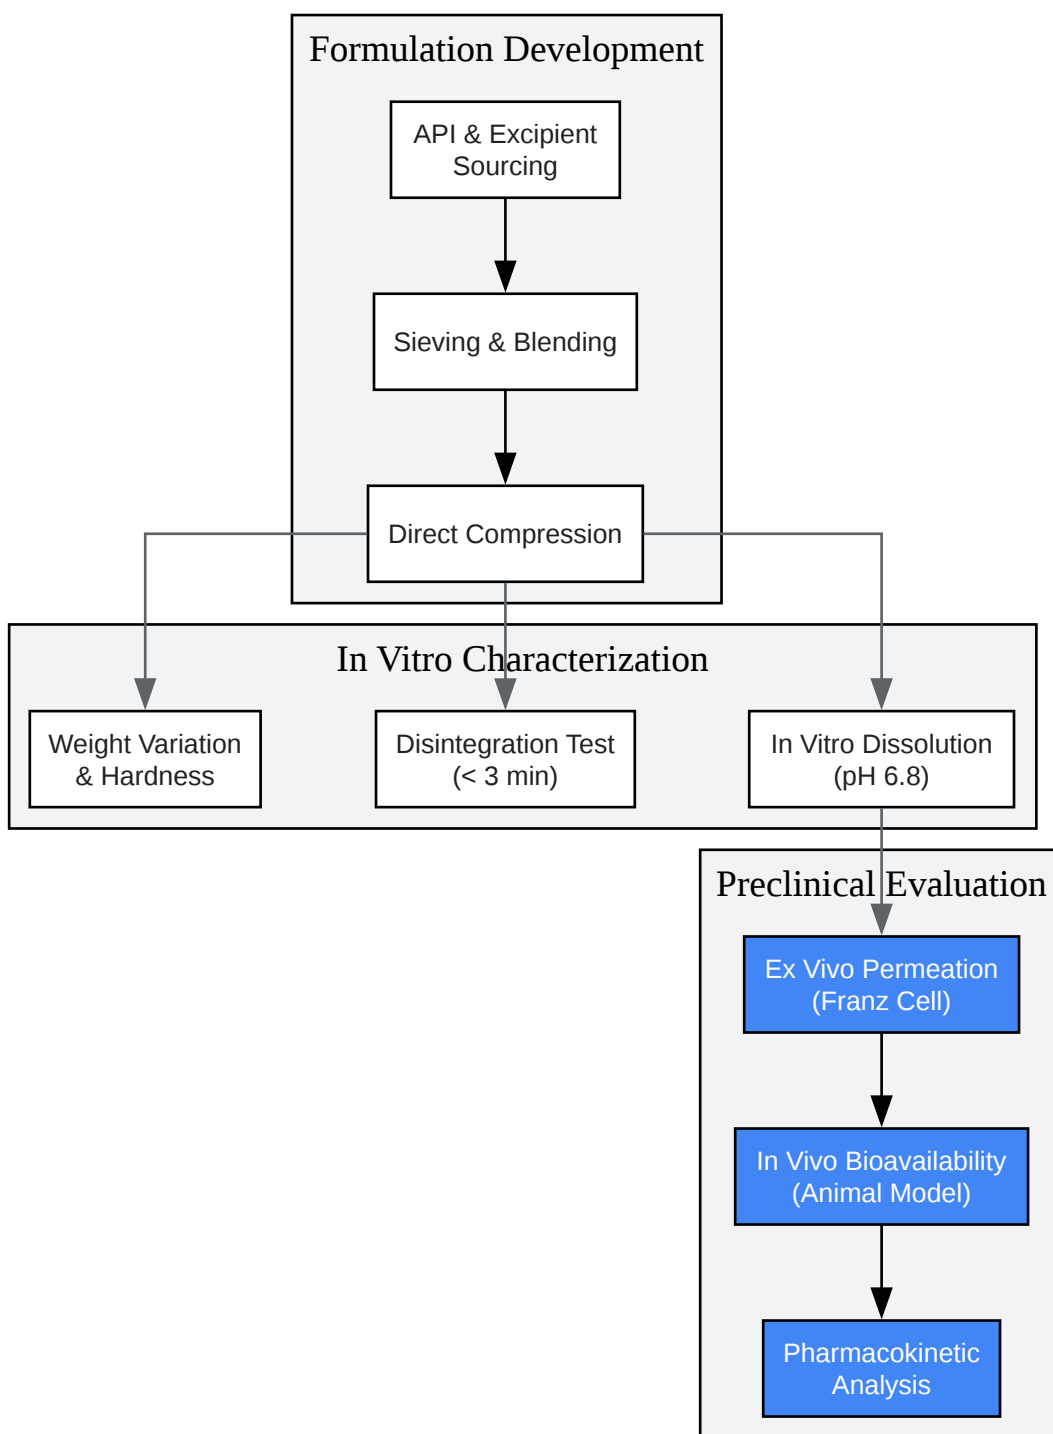 Formulation Development
API & Excipient
Sourcing
Sieving & Blending
Direct Compression
In Vitro Characterization
Weight Variation
& Hardness
Disintegration Test
(< 3 min)
In Vitro Dissolution
(pH 6.8)
Preclinical Evaluation
Ex Vivo Permeation
(Franz Cell)
In Vivo Bioavailability
(Animal Model)
Pharmacokinetic
Analysis